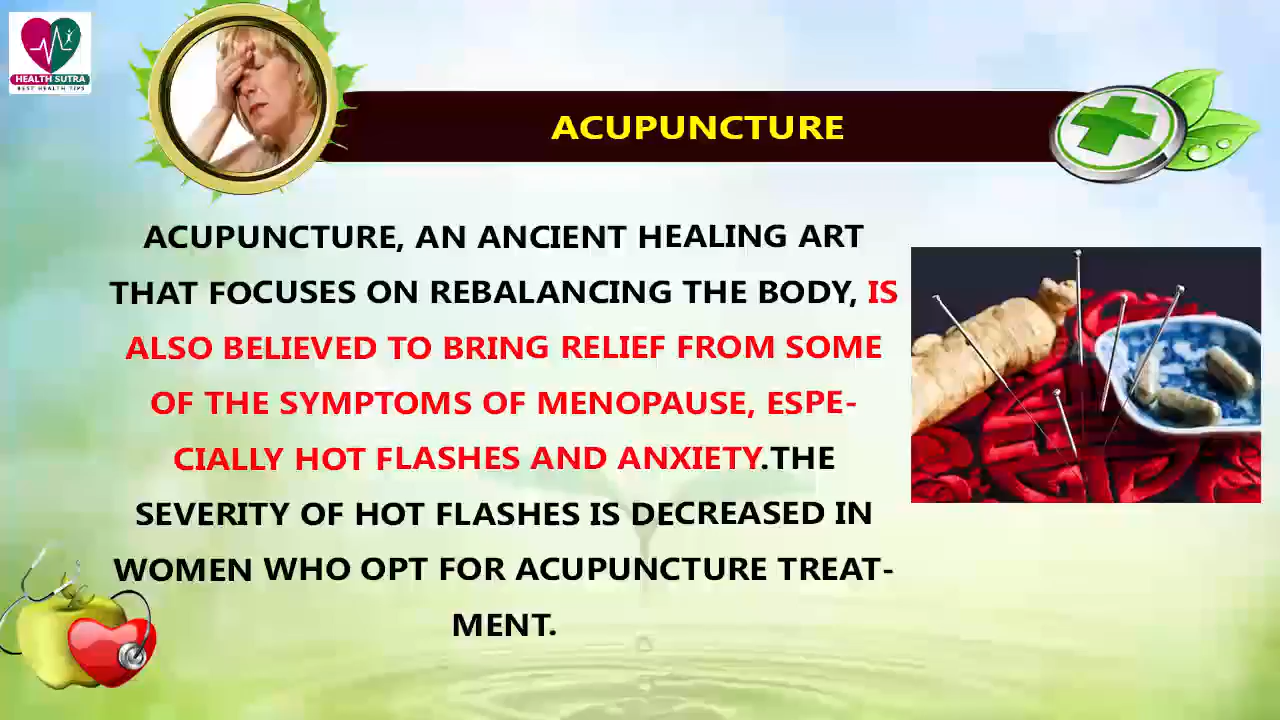 HEALTH SUTRA
BEST HEALTH TIPS
ACUPUNCTURE
ACUPUNCTURE, AN ANCIENT HEALING ART
THAT FOCUSES ON REBALANCING THE BODY, IS
ALSO BELIEVED TO BRING RELIEF FROM SOME
OF THE SYMPTOMS OF MENOPAUSE, ESPE-
CIALLY HOT FLASHES AND ANXIETY.THE
SEVERITY OF HOT FLASHES IS DECREASED IN
WOMEN WHO OPT FOR ACUPUNCTURE TREAT-
MENT.